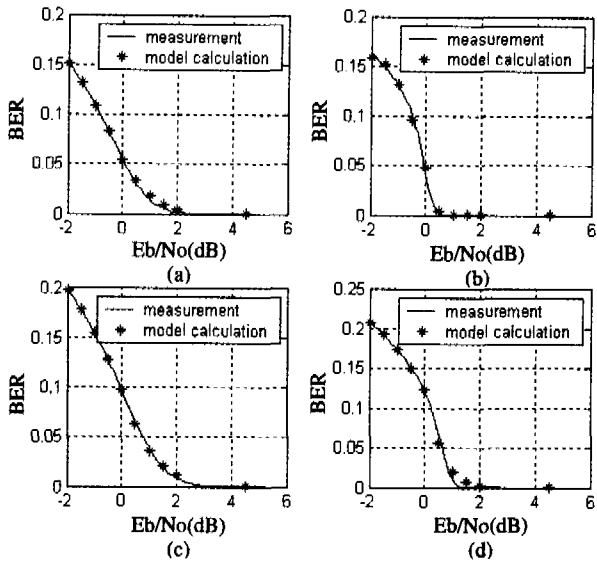 0.2
measurement
model calculation
0.15
BER
0.1
0.05
0
-2 0 2 4 6
Eb/No(dB)
(a)
0.2
measurement
model calculation
0.15
BER
0.1
0.05
0
-2 0 2 4 6
Eb/No(dB)
(b)
0.2
measurement
model calculation
0.15
BER
0.1
0.05
0
-2 0 2 4 6
Eb/No(dB)
(c)
0.25
measurement
model calculation
0.2
0.15
BER
0.1
0.05
0
-2 0 2 4 6
Eb/No(dB)
(d)